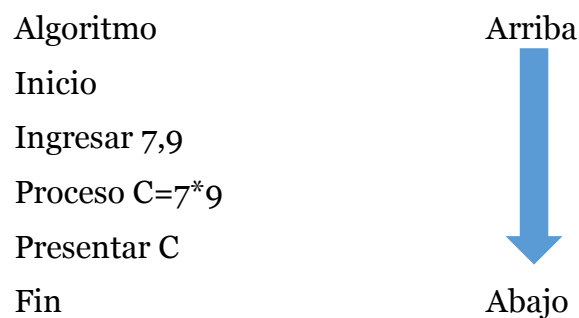 Algoritmo Arriba
Inicio
Ingresar 7,9
Proceso C=7*9
Presentar C
Fin Abajo